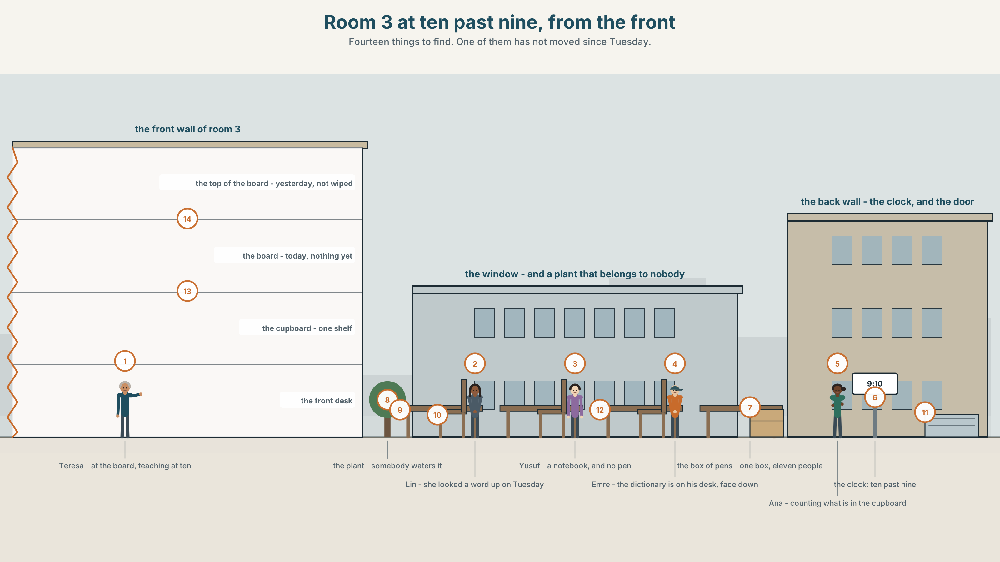 Room 3 at ten past nine, from the front
Fourteen things to find. One of them has not moved since Tuesday.
the front wall of room 3
the top of the board - yesterday, not wiped
14
the board - today, nothing yet
13
the cupboard - one shelf
1
the front desk
the window - and a plant that belongs to nobody
2
3
4
8
9
10
12
7
the back wall - the clock, and the door
5
9:10
6
11
Teresa - at the board, teaching at ten
the plant - somebody waters it
Yusuf - a notebook, and no pen
the box of pens - one box, eleven people
Lin - she looked a word up on Tuesday
Emre - the dictionary is on his desk, face down
the clock: ten past nine
Ana - counting what is in the cupboard